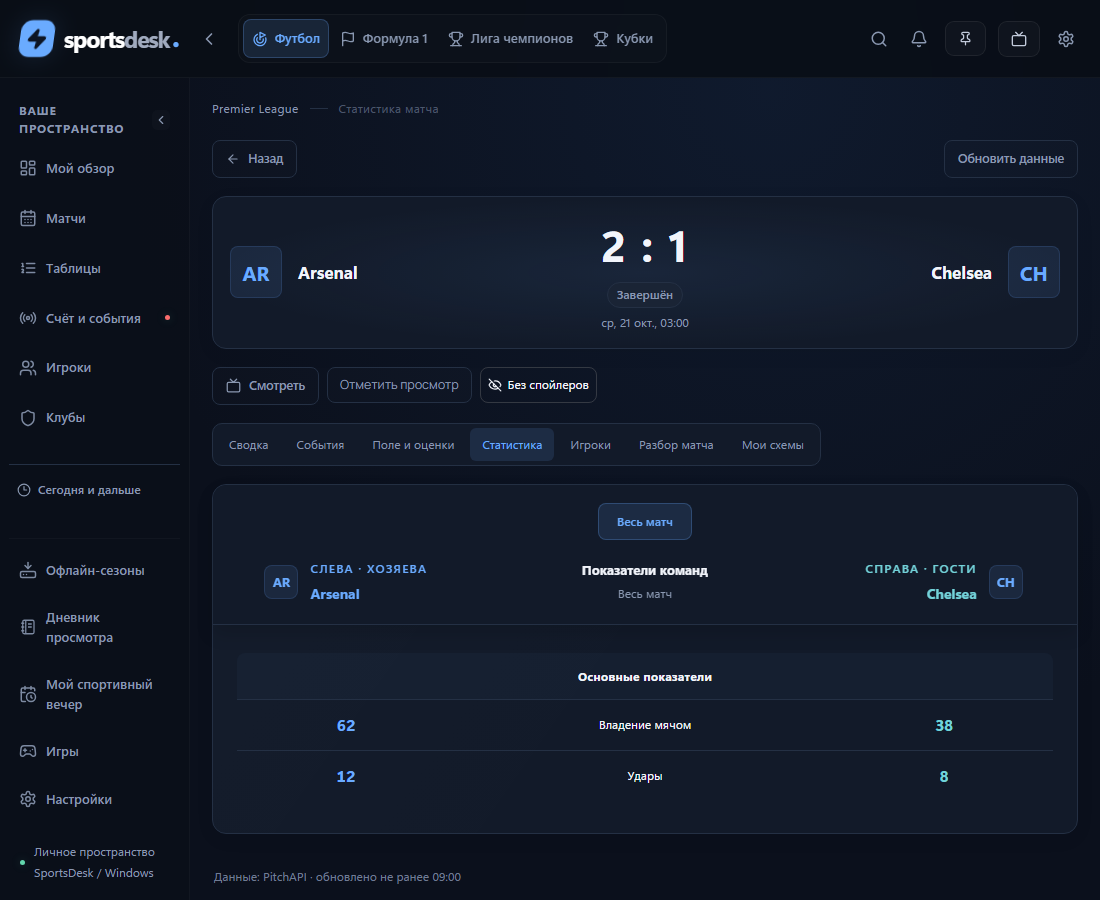 sportsdesk.
Футбол
Формула 1
Лига чемпионов
Кубки
ВАШЕ
ПРОСТРАНСТВО
Мой обзор
Матчи
Таблицы
Счёт и события
Игроки
Клубы
Сегодня и дальше
Офлайн-сезоны
Дневник
просмотра
Мой спортивный
вечер
Игры
Настройки
Личное пространство
SportsDesk / Windows
Premier League — Статистика матча
Назад
Обновить данные
AR
Arsenal
2 : 1
Завершён
ср, 21 окт., 03:00
Chelsea
CH
Смотреть
Отметить просмотр
Без спойлеров
Сводка
События
Поле и оценки
Статистика
Игроки
Разбор матча
Мои схемы
Весь матч
AR
СЛЕВА · ХОЗЯЕВА
Arsenal
Показатели команд
Весь матч
СПРАВА · ГОСТИ
Chelsea
CH
Основные показатели
62 Владение мячом 38
12 Удары 8
Данные: PitchAPI · обновлено не ранее 09:00